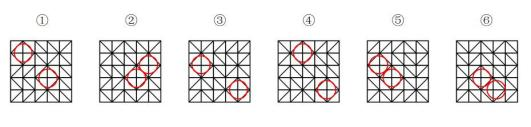 ① ② ③ ④ ⑤ ⑥